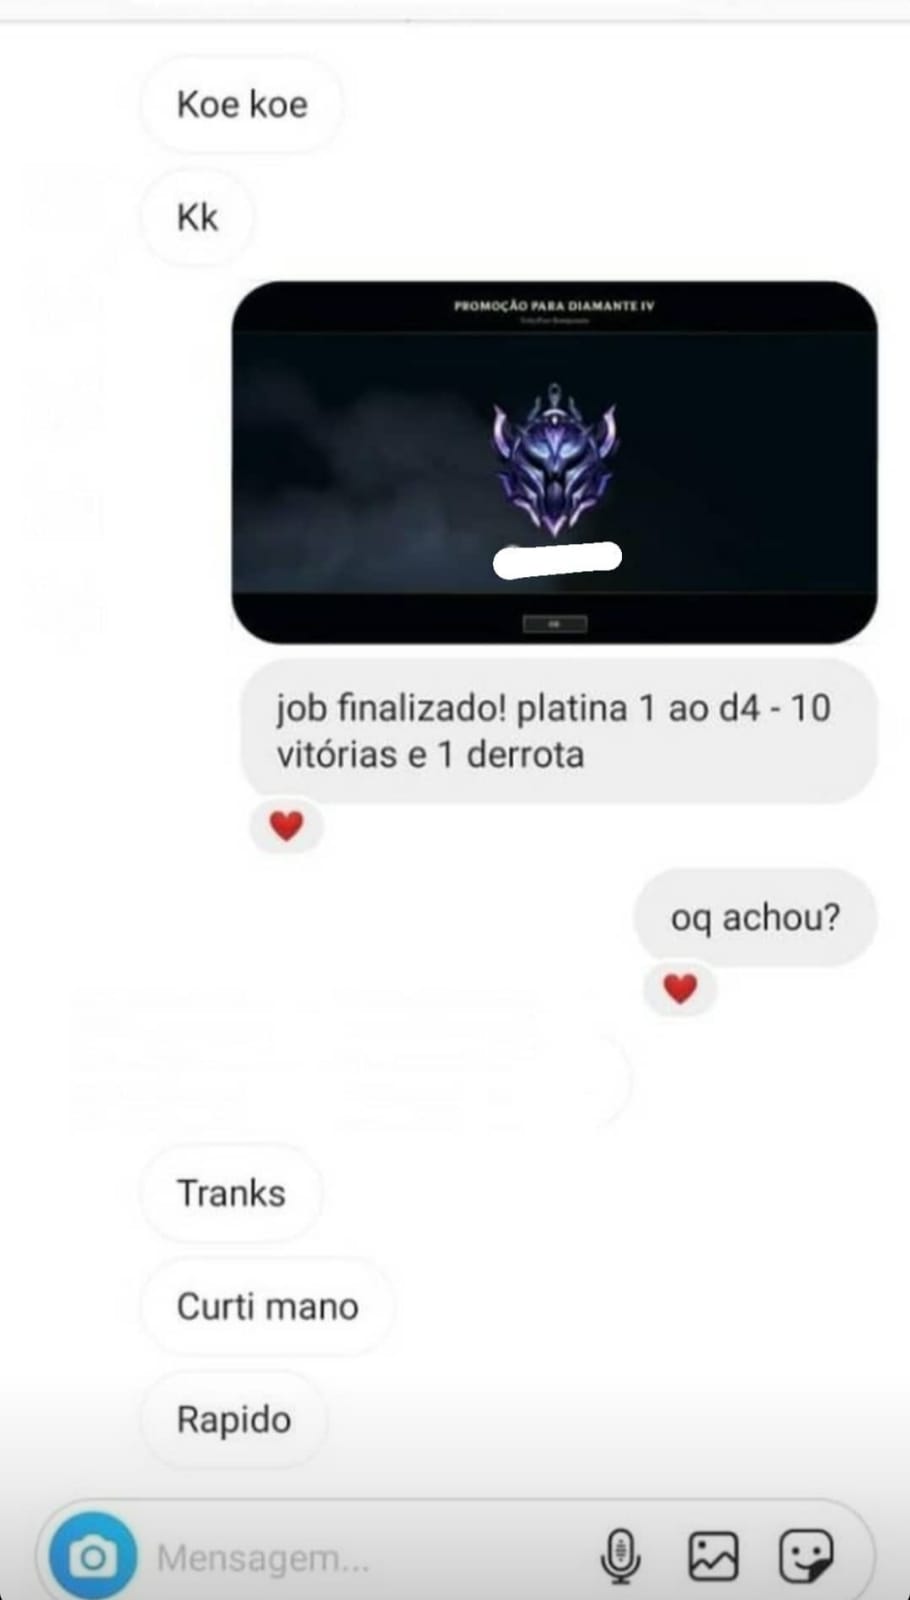 Koe koe
Kk
PROMOÇÃO PARA DIAMANTE IV
job finalizado! platina 1 ao d4 - 10
vitórias e 1 derrota
oq achou?
Tranks
Curti mano
Rapido
Mensagem...